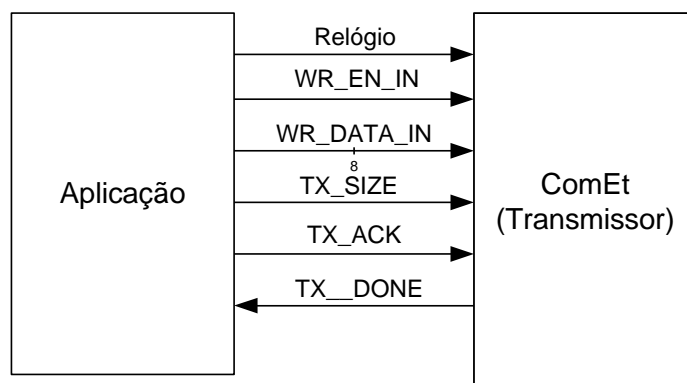 Relógio
WR_EN_IN
WR_DATA_IN
8
Aplicação
TX_SIZE
ComEt
(Transmissor)
TX_ACK
TX__DONE